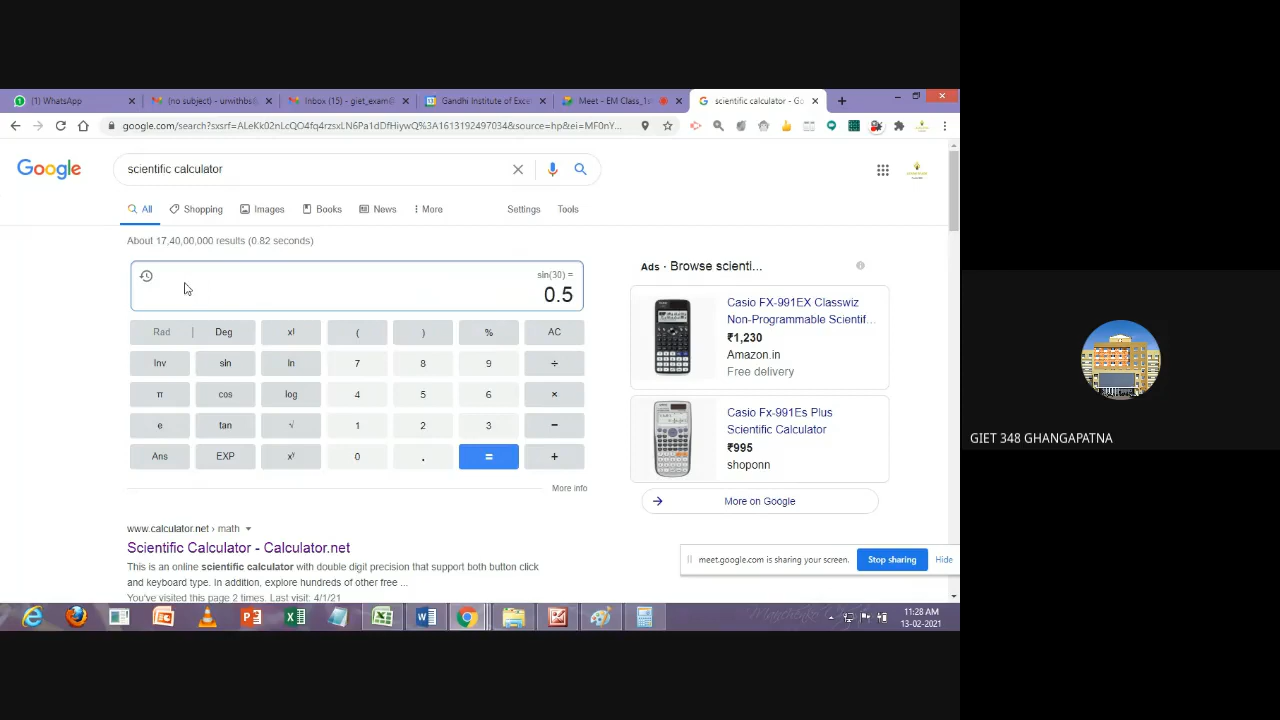 (1) WhatsApp
(no subject) - urwithbs@
Inbox (15) - giet_exam@
Gandhi Institute of Exce
Meet - EM Class_1s
scientific calculator - Go
google.com/search?sxsrf=ALeKk02nLcQO4fq4rzsxLN6Pa1dDfHiywQ%3A1613192497034&source=hp&ei=MF0nY...
Google
scientific calculator
All
Shopping
Images
Books
News
More
Settings
Tools
About 17,40,00,000 results (0.82 seconds)
sin(30) =
0.5
Rad | Deg x! ( ) % AC
Inv sin ln 7 9 ÷
π cos log 4 6 ×
e tan √ 1 2 3 −
Ans EXP 0 . = +
More info
Ads · Browse scienti...
Casio FX-991EX Classwiz
Non-Programmable Scientif...
₹1,230
Amazon.in
Free delivery
Casio Fx-991Es Plus
Scientific Calculator
₹995
shoponn
More on Google
www.calculator.net › math
Scientific Calculator - Calculator.net
This is an online scientific calculator with double digit precision that support both button click
and keyboard type. In addition, explore hundreds of other free ...
You've visited this page 2 times. Last visit: 4/1/21
meet.google.com is sharing your screen.
Stop sharing
Hide
11:28 AM
13-02-2021
GIET 348 GHANGAPATNA